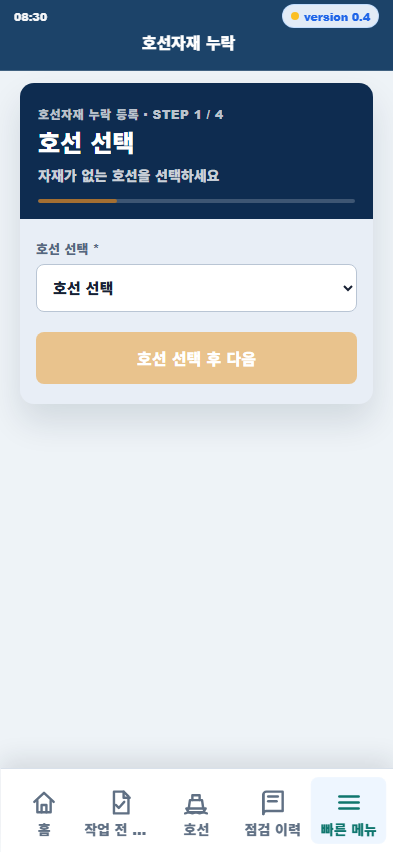 08:30
version 0.4
호선자재 누락
호선자재 누락 등록 · STEP 1 / 4
호선 선택
자재가 없는 호선을 선택하세요
호선 선택 *
호선 선택
호선 선택 후 다음
홈
작업 전 ...
호선
점검 이력
빠른 메뉴